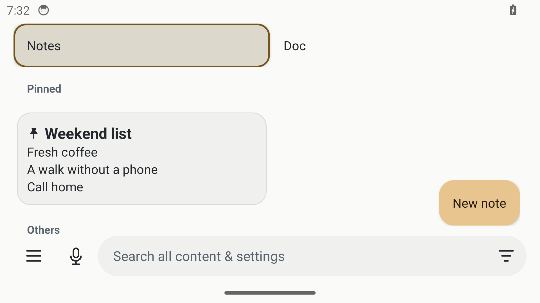 7:32
Notes
Doc
Pinned
Weekend list
Fresh coffee
A walk without a phone
Call home
New note
Others
Search all content & settings